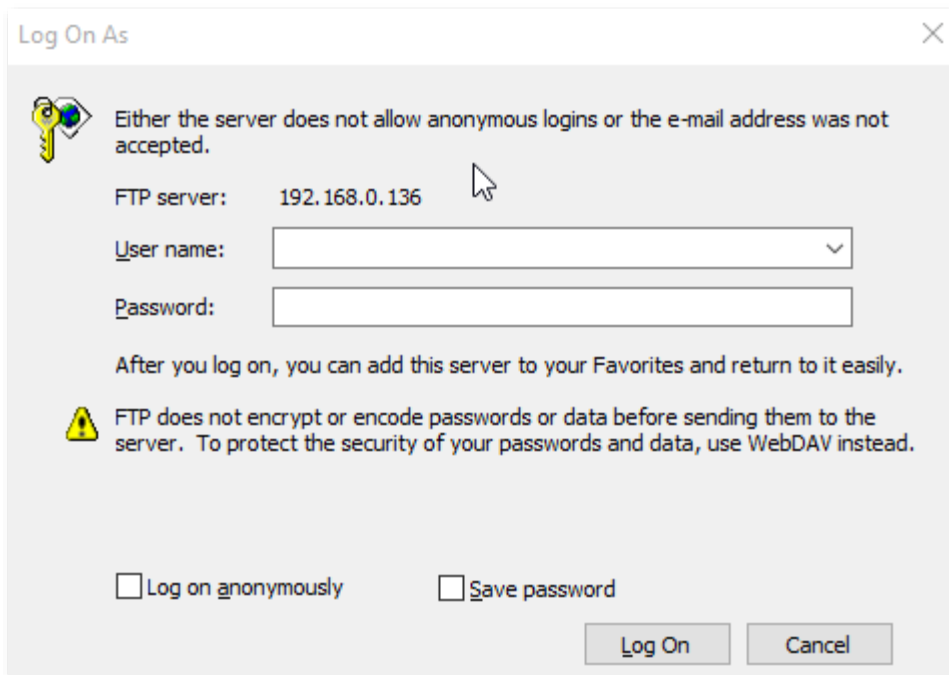 Log On As
Either the server does not allow anonymous logins or the e-mail address was not
accepted.
FTP server: 192.168.0.136
User name:
Password:
After you log on, you can add this server to your Favorites and return to it easily.
FTP does not encrypt or encode passwords or data before sending them to the
server.  To protect the security of your passwords and data, use WebDAV instead.
Log on anonymously Save password
Log On Cancel